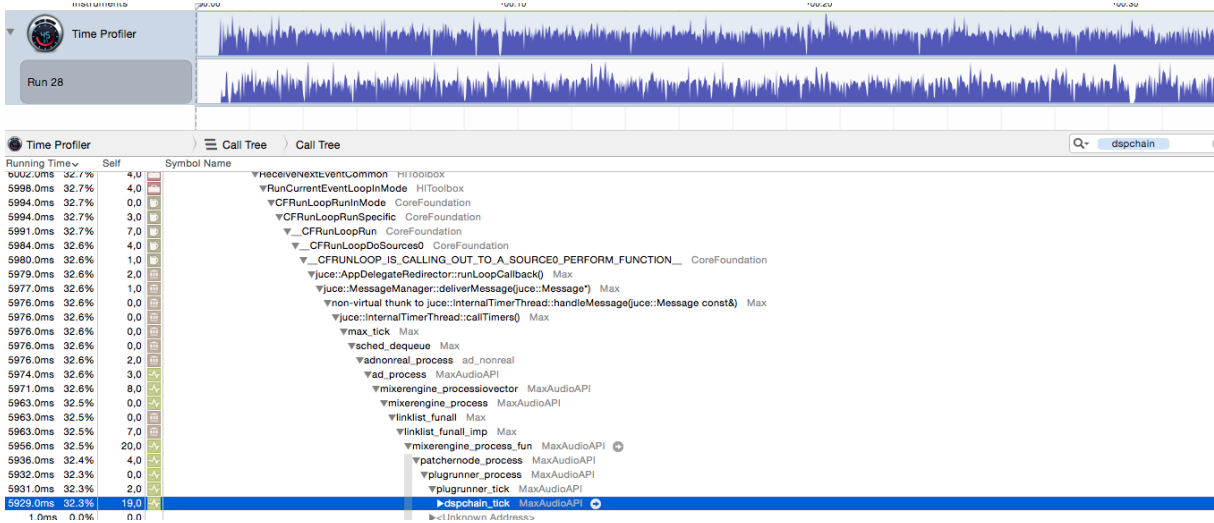 Instruments 00:00 00:10 00:20 00:30
Time Profiler
Run 28
Time Profiler Call Tree Call Tree dspchain
Running Time Self Symbol Name
6002.0ms 32.7% 4,0 ReceiveNextEventCommon HIToolbox
5998.0ms 32.7% 4,0 RunCurrentEventLoopInMode HIToolbox
5994.0ms 32.7% 0,0 CFRunLoopRunInMode CoreFoundation
5994.0ms 32.7% 3,0 CFRunLoopRunSpecific CoreFoundation
5991.0ms 32.7% 7,0 __CFRunLoopRun CoreFoundation
5984.0ms 32.6% 4,0 __CFRunLoopDoSources0 CoreFoundation
5980.0ms 32.6% 1,0 __CFRUNLOOP_IS_CALLING_OUT_TO_A_SOURCE0_PERFORM_FUNCTION__ CoreFoundation
5979.0ms 32.6% 2,0 juce::AppDelegateRedirector::runLoopCallback() Max
5977.0ms 32.6% 1,0 juce::MessageManager::deliverMessage(juce::Message*) Max
5976.0ms 32.6% 0,0 non-virtual thunk to juce::InternalTimerThread::handleMessage(juce::Message const&) Max
5976.0ms 32.6% 0,0 juce::InternalTimerThread::callTimers() Max
5976.0ms 32.6% 0,0 max_tick Max
5976.0ms 32.6% 0,0 sched_dequeue Max
5976.0ms 32.6% 2,0 adnonreal_process ad_nonreal
5974.0ms 32.6% 3,0 ad_process MaxAudioAPI
5971.0ms 32.6% 8,0 mixerengine_processiovector MaxAudioAPI
5963.0ms 32.5% 0,0 mixerengine_process MaxAudioAPI
5963.0ms 32.5% 0,0 linklist_funall Max
5963.0ms 32.5% 7,0 linklist_funall_imp Max
5956.0ms 32.5% 20,0 mixerengine_process_fun MaxAudioAPI
5936.0ms 32.4% 4,0 patchernode_process MaxAudioAPI
5932.0ms 32.3% 0,0 plugrunner_process MaxAudioAPI
5931.0ms 32.3% 2,0 plugrunner_tick MaxAudioAPI
5929.0ms 32.3% 19,0 dspchain_tick MaxAudioAPI
1.0ms 0.0% 0,0 <Unknown Address>